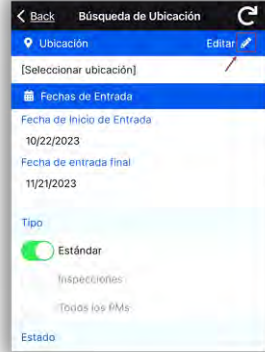 Back Búsqueda de Ubicación
Ubicación Editar
[Seleccionar ubicación]
Fechas de Entrada
Fecha de Inicio de Entrada
10/22/2023
Fecha de entrada final
11/21/2023
Tipo
Estándar
Inspecciones
Todos los PMs
Estado